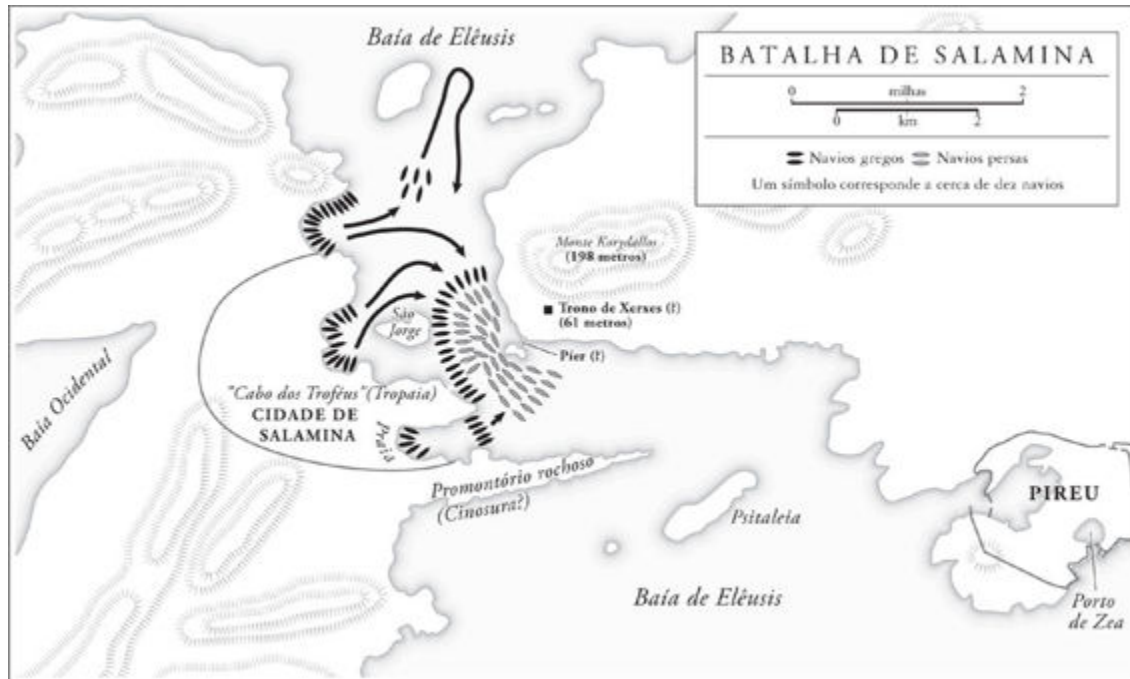 Baía de Elêusis
BATALHA DE SALAMINA
0 milhas 2
0 km 2
Navios gregos Navios persas
Um símbolo corresponde a cerca de dez navios
Monte Korydallos
(198 metros)
Trono de Xerxes (?)
(61 metros)
São
Jorge
Píer (?)
Baía Ocidental
"Cabo dos Troféus" (Tropaia)
CIDADE DE
SALAMINA
Praia
Promontório rochoso
(Cinosura?)
Psitaleia
PIREU
Baía de Elêusis
Porto
de Zea